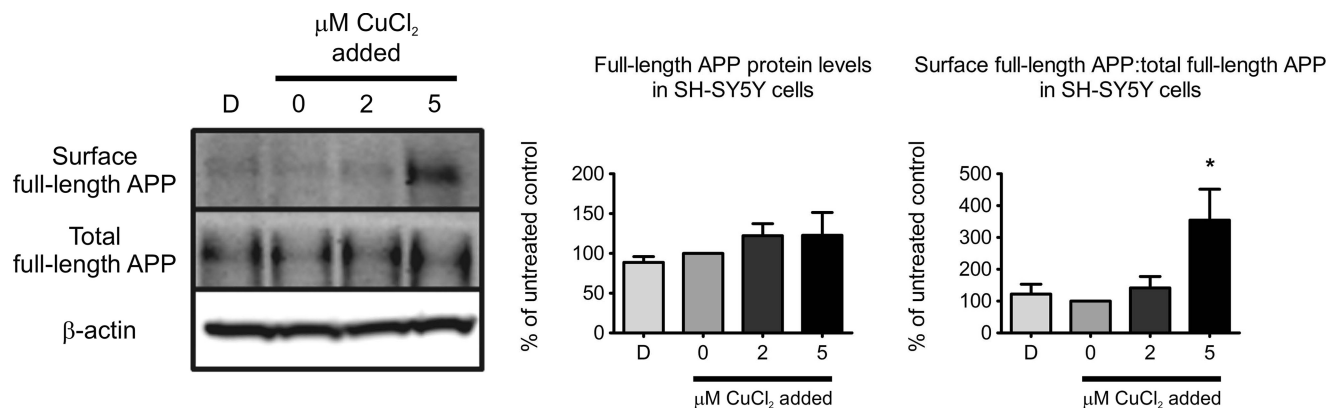 μM CuCl₂
added
D 0 2 5
Surface
full-length APP
Total
full-length APP
β-actin
Full-length APP protein levels
in SH-SY5Y cells
% of untreated control
200
150
100
50
0
D 0 2 5
μM CuCl₂ added
Surface full-length APP:total full-length APP
in SH-SY5Y cells
% of untreated control
500
400
300
200
100
0
*
D 0 2 5
μM CuCl₂ added